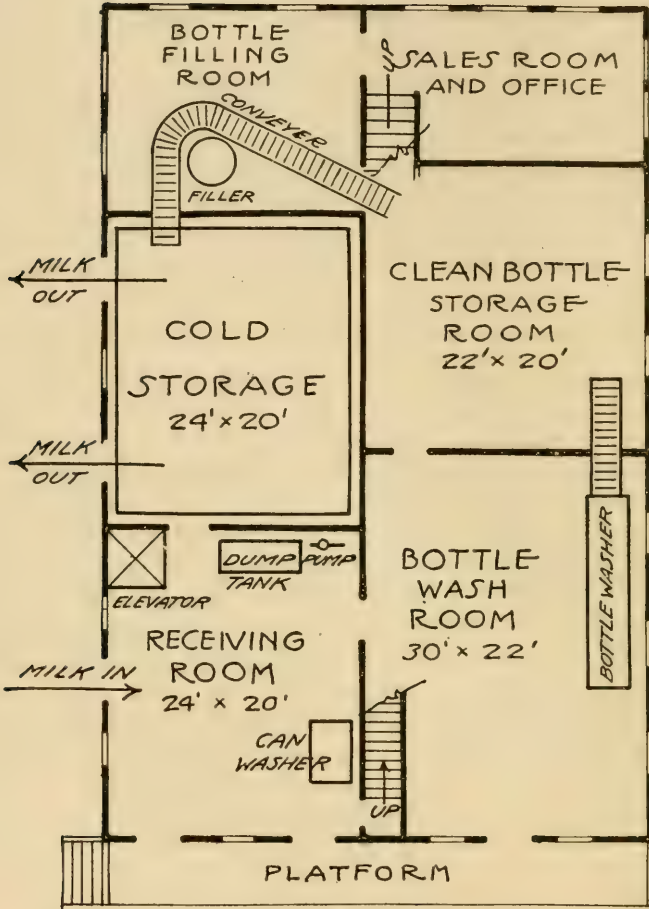 BOTTLE
FILLING
ROOM
UP
SALES ROOM
AND OFFICE
CONVEYER
FILLER
MILK
OUT
CLEAN BOTTLE
STORAGE
ROOM
22' x 20'
COLD
STORAGE
24' x 20'
MILK
OUT
DUMP
TANK
PUMP
ELEVATOR
BOTTLE
WASH
ROOM
30' x 22'
BOTTLE WASHER
RECEIVING
ROOM
24' x 20'
MILK IN
CAN
WASHER
UP
PLATFORM